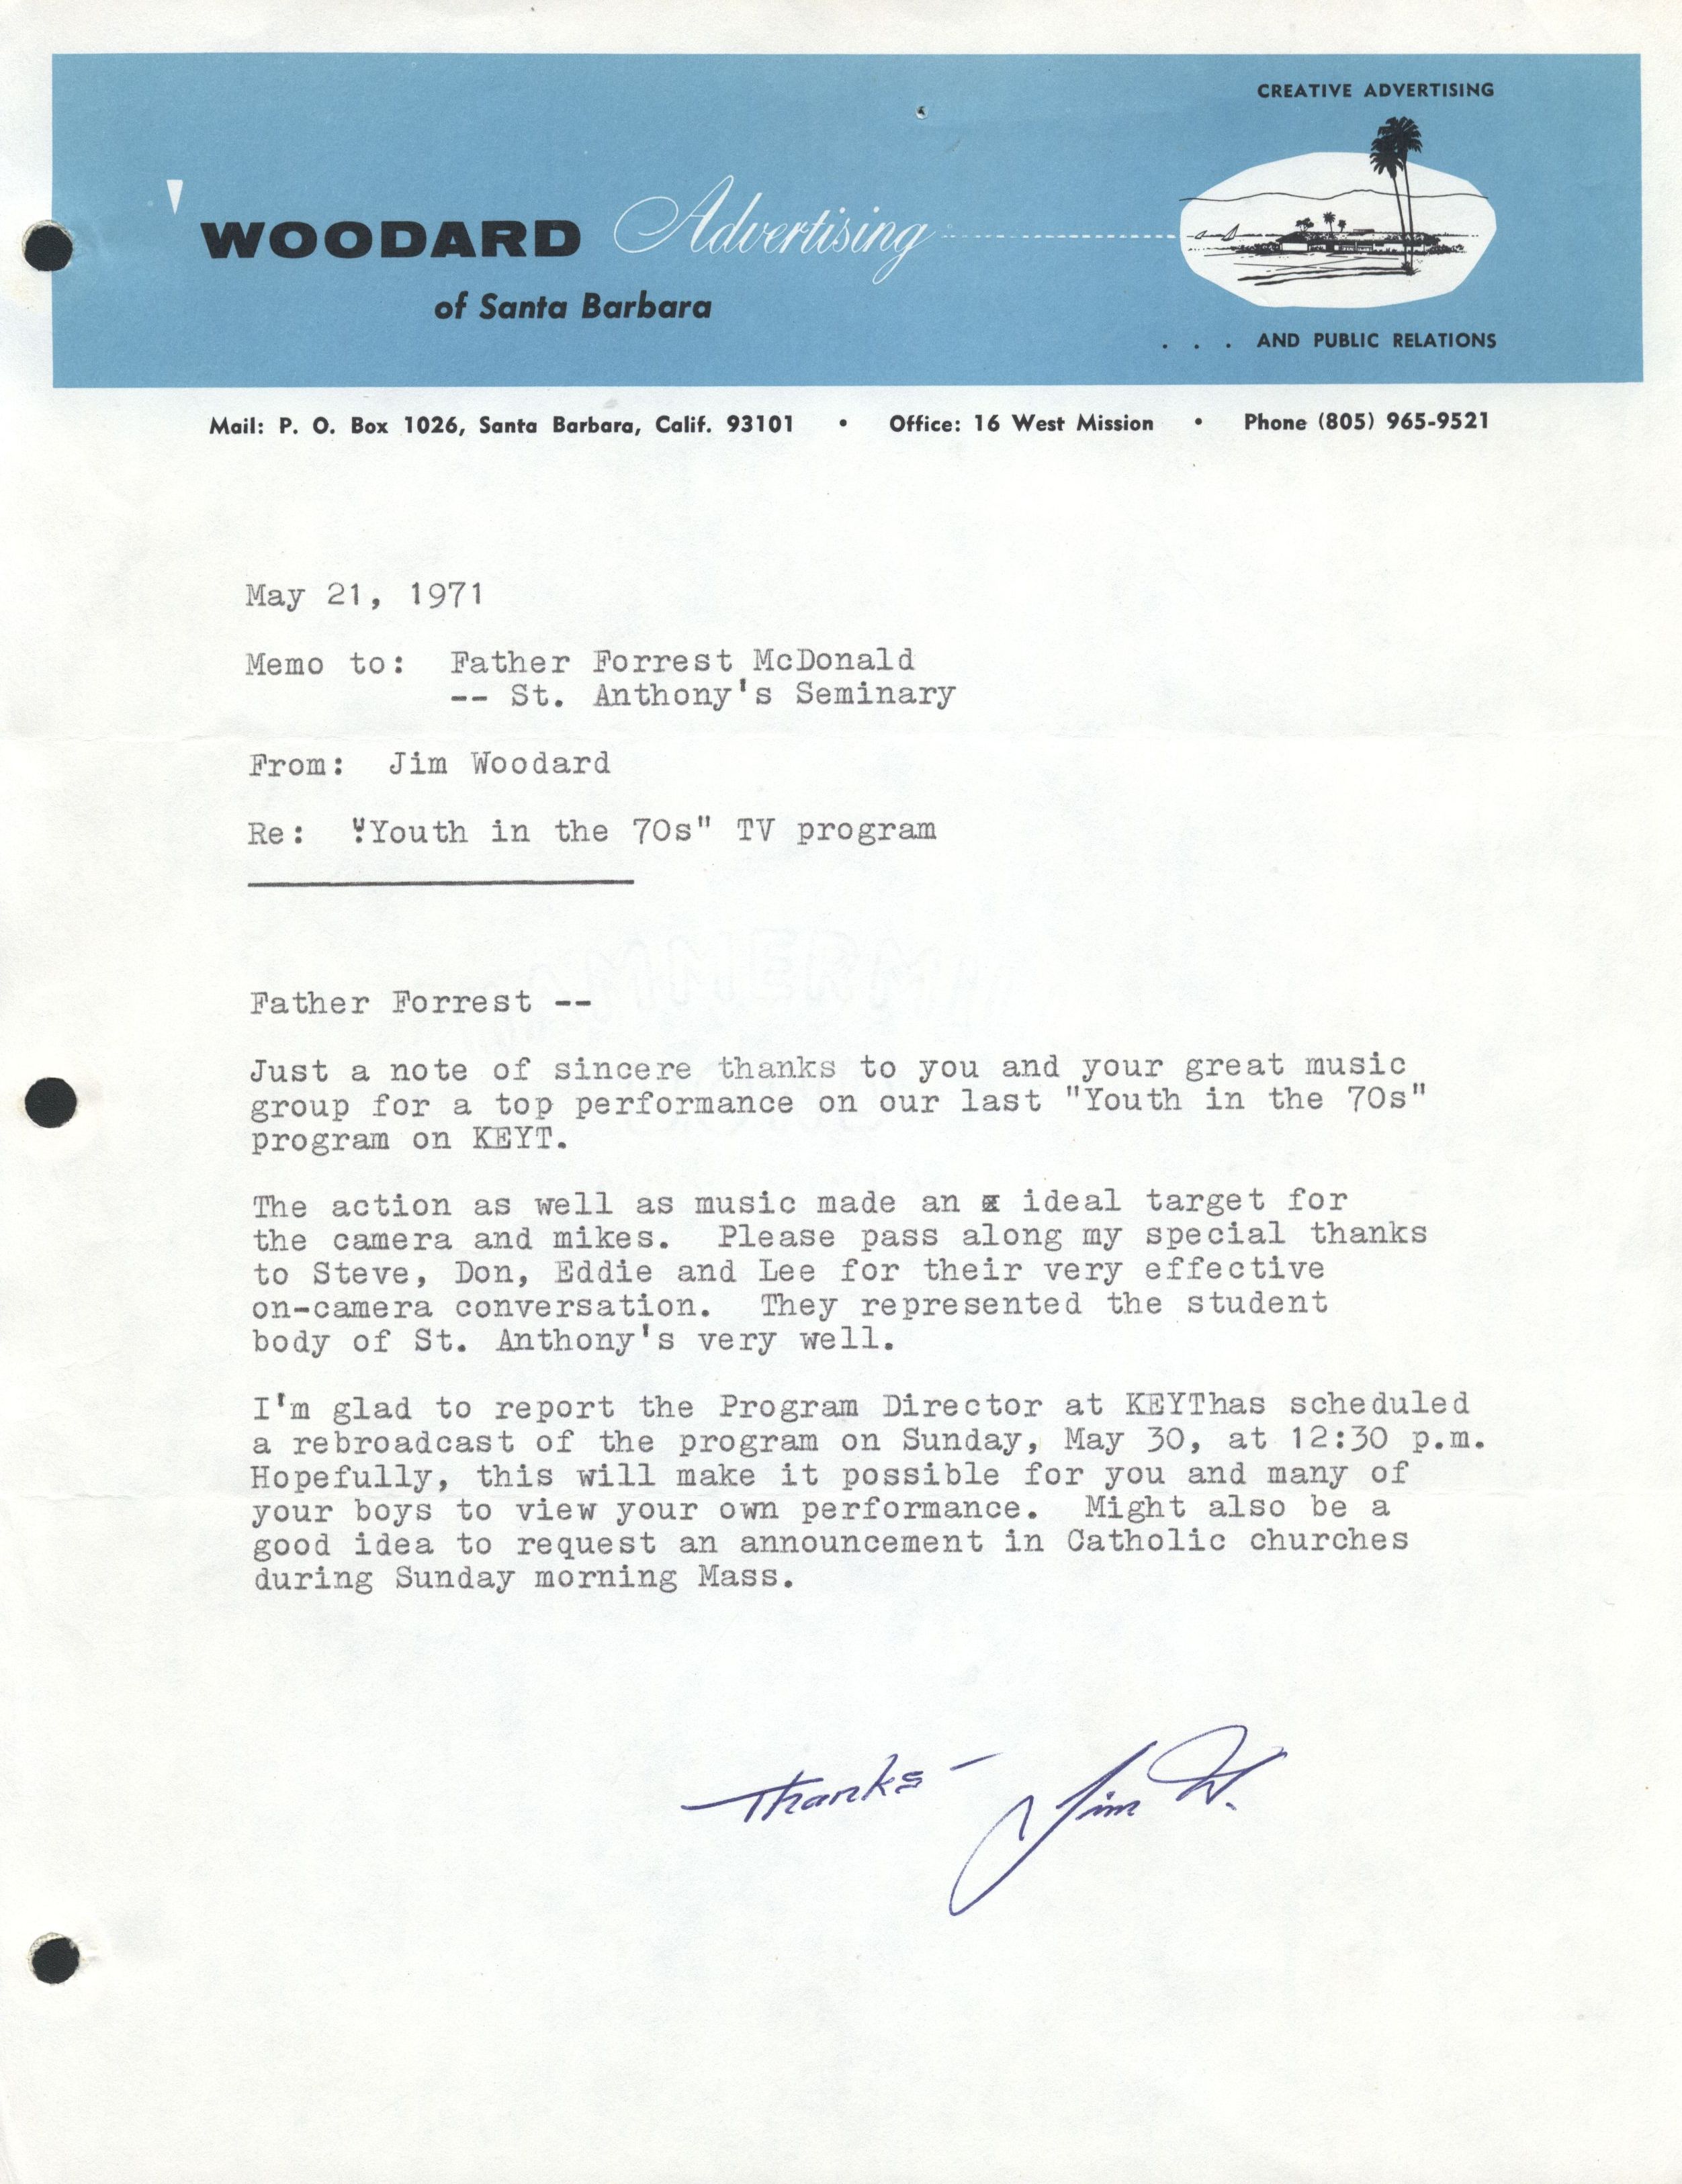 CREATIVE ADVERTISING
WOODARD Advertising
of Santa Barbara
. . . AND PUBLIC RELATIONS
Mail: P. O. Box 1026, Santa Barbara, Calif. 93101 • Office: 16 West Mission • Phone (805) 965-9521
May 21, 1971
Memo to: Father Forrest McDonald
-- St. Anthony's Seminary
From: Jim Woodard
Re: "Youth in the 70s" TV program
Father Forrest --
Just a note of sincere thanks to you and your great music
group for a top performance on our last "Youth in the 70s"
program on KEYT.
The action as well as music made an x ideal target for
the camera and mikes. Please pass along my special thanks
to Steve, Don, Eddie and Lee for their very effective
on-camera conversation. They represented the student
body of St. Anthony's very well.
I'm glad to report the Program Director at KEYThas scheduled
a rebroadcast of the program on Sunday, May 30, at 12:30 p.m.
Hopefully, this will make it possible for you and many of
your boys to view your own performance. Might also be a
good idea to request an announcement in Catholic churches
during Sunday morning Mass.
Thanks - Jim W.